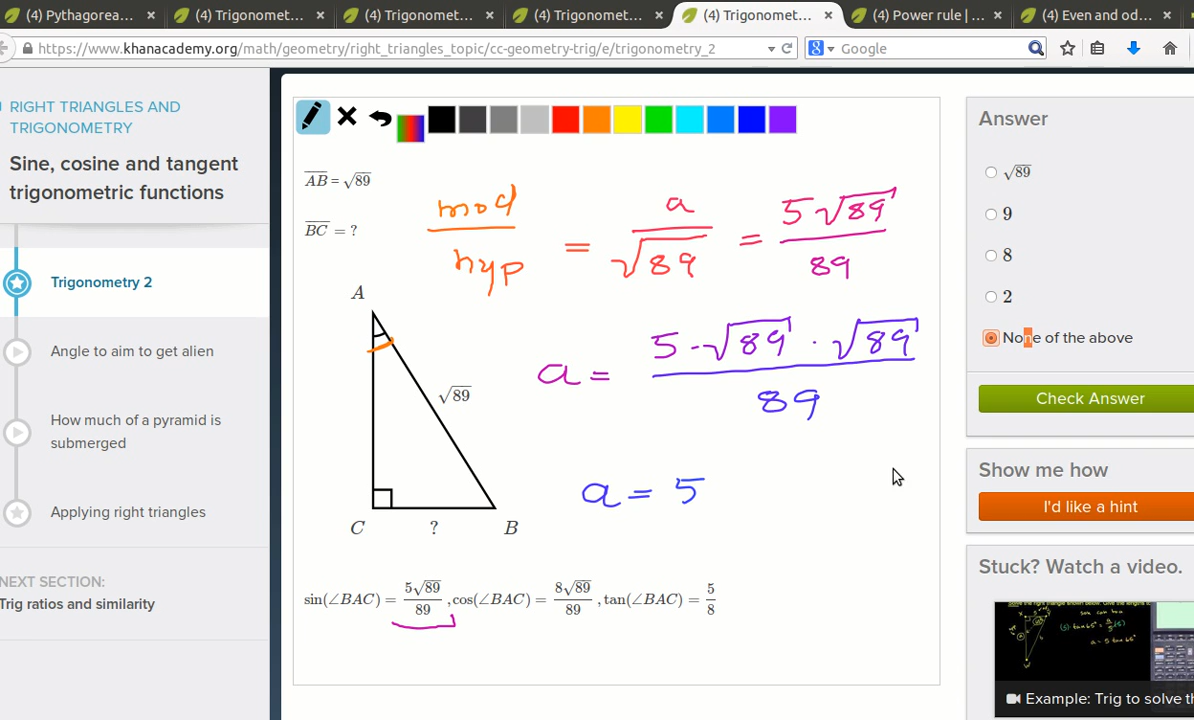 (4) Pythagorea... × (4) Trigonomet... × (4) Trigonomet... × (4) Trigonomet... × (4) Trigonomet... × (4) Power rule | ... × (4) Even and od... ×
https://www.khanacademy.org/math/geometry/right_triangles_topic/cc-geometry-trig/e/trigonometry_2
Google
RIGHT TRIANGLES AND
TRIGONOMETRY
Sine, cosine and tangent
trigonometric functions
Trigonometry 2
Angle to aim to get alien
How much of a pyramid is
submerged
Applying right triangles
NEXT SECTION:
Trig ratios and similarity
AB = √89
BC = ?
mod/hyp = a/√89 = 5√89/89
a = 5·√89·√89/89
a = 5
A
√89
C ? B
sin(∠BAC) = 5√89/89 ,cos(∠BAC) = 8√89/89 ,tan(∠BAC) = 5/8
Answer
√89
9
8
2
None of the above
Check Answer
Show me how
I'd like a hint
Stuck? Watch a video.
Example: Trig to solve th